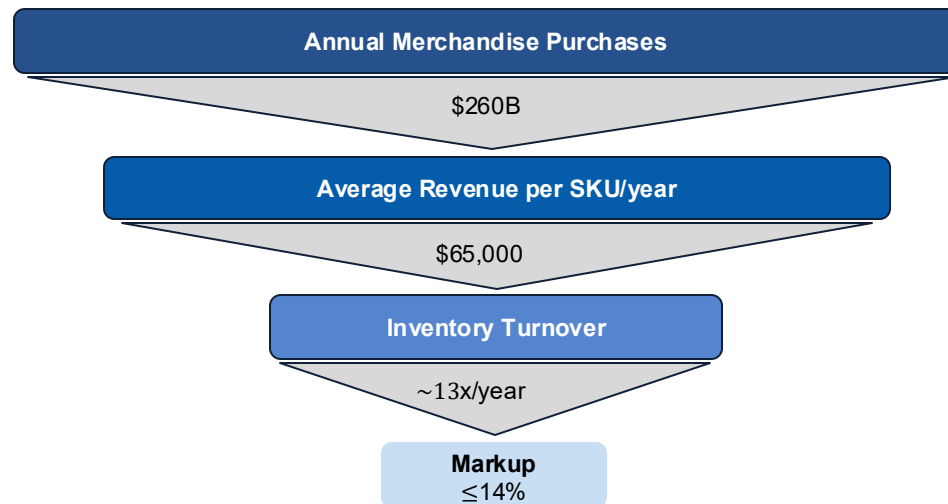 Annual Merchandise Purchases
$260B
Average Revenue per SKU/year
$65,000
Inventory Turnover
~13x/year
Markup
≤14%